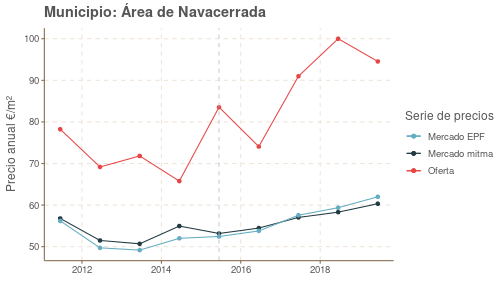 Municipio: Área de Navacerrada
Precio anual €/m²
100
90
80
70
60
50
2012
2014
2016
2018
Serie de precios
Mercado EPF
Mercado mitma
Oferta